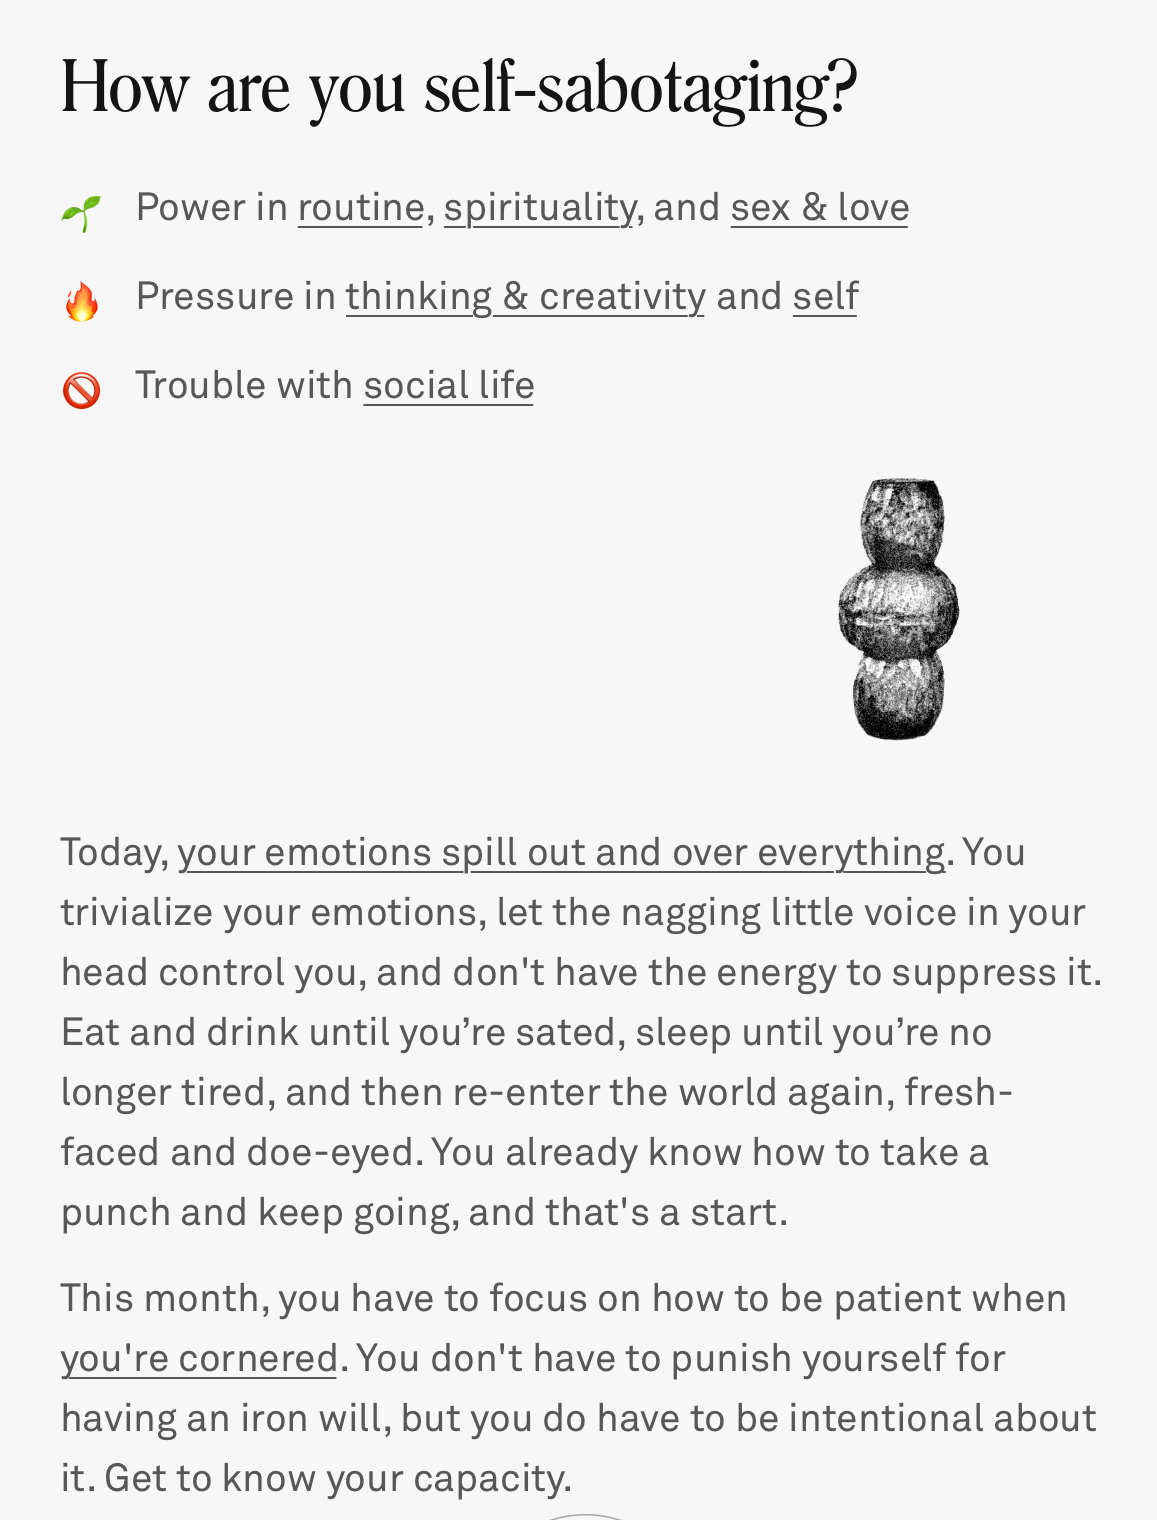 How are you self-sabotaging?
🌱 Power in routine, spirituality, and sex & love
🔥 Pressure in thinking & creativity and self
🚫 Trouble with social life
Today, your emotions spill out and over everything. You
trivialize your emotions, let the nagging little voice in your
head control you, and don't have the energy to suppress it.
Eat and drink until you’re sated, sleep until you’re no
longer tired, and then re-enter the world again, fresh-
faced and doe-eyed. You already know how to take a
punch and keep going, and that's a start.
This month, you have to focus on how to be patient when
you're cornered. You don't have to punish yourself for
having an iron will, but you do have to be intentional about
it. Get to know your capacity.